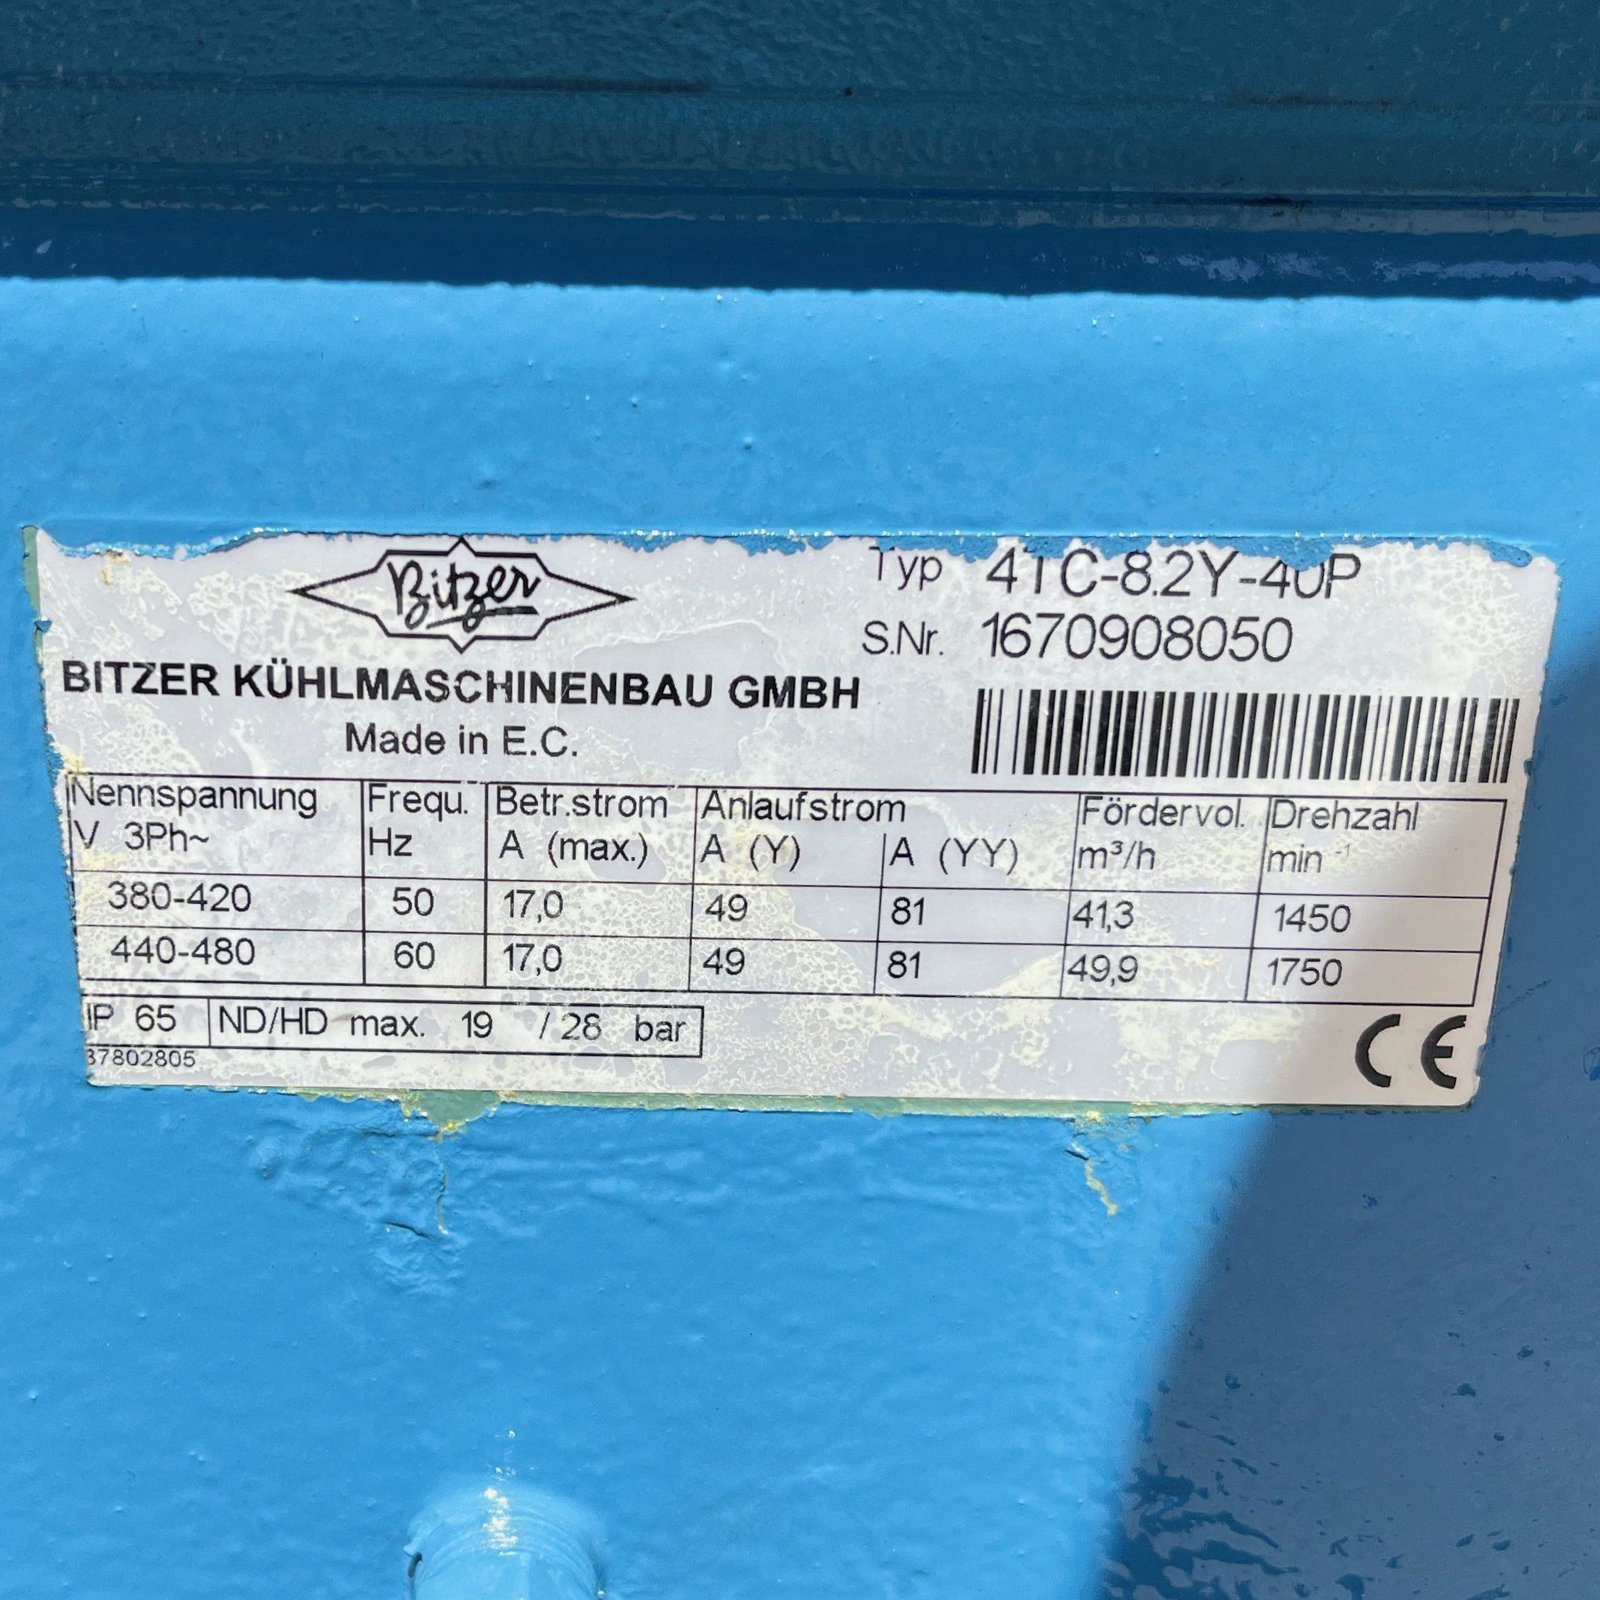 Bitzer
Typ 4TC-8.2Y-40P
S.Nr. 1670908050
BITZER KÜHLMASCHINENBAU GMBH
Made in E.C.
Nennspannung Frequ. Betr.strom Anlaufstrom Fördervol. Drehzahl
V 3Ph~ Hz A (max.) A (Y) A (YY) m³/h min⁻¹
380-420 50 17,0 49 81 41,3 1450
440-480 60 17,0 49 81 49,9 1750
IP 65 ND/HD max. 19 / 28 bar
37802805
CE